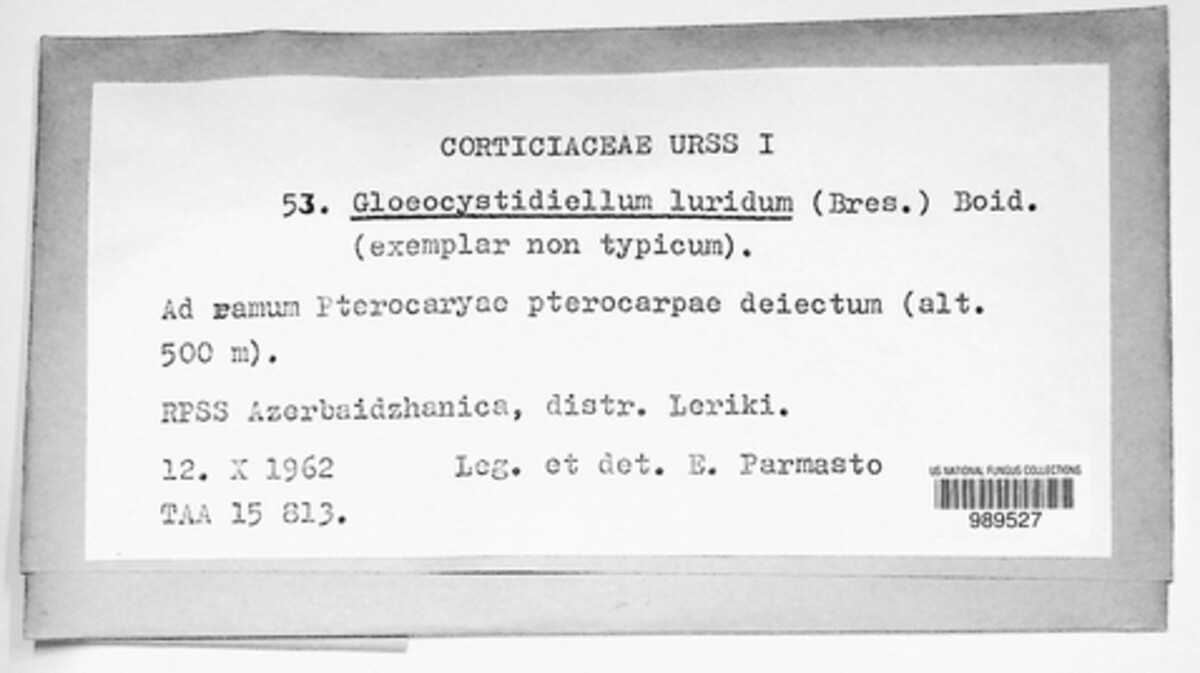 CORTICIACEAE URSS I
53. Gloeocystidiellum luridum (Bres.) Boid.
(exemplar non typicum).
Ad ramum Pterocaryae pterocarpae deiectum (alt.
500 m).
RPSS Azerbaidzhanica, distr. Leriki.
12. X 1962 Leg. et det. E. Parmasto
TAA 15 813.
US NATIONAL FUNGUS COLLECTIONS
989527